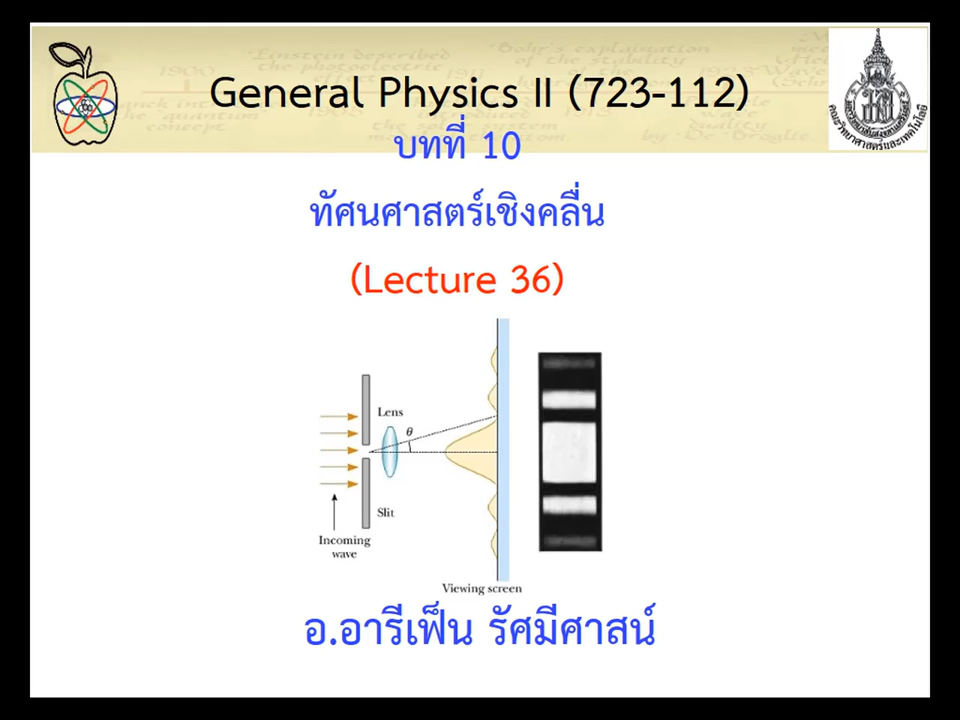 General Physics II (723-112)
บทที่ 10
ทัศนศาสตร์เชิงคลื่น
(Lecture 36)
Lens
θ
Slit
Incoming
wave
Viewing screen
อ.อารีเฟ็น รัศมีศาสน์